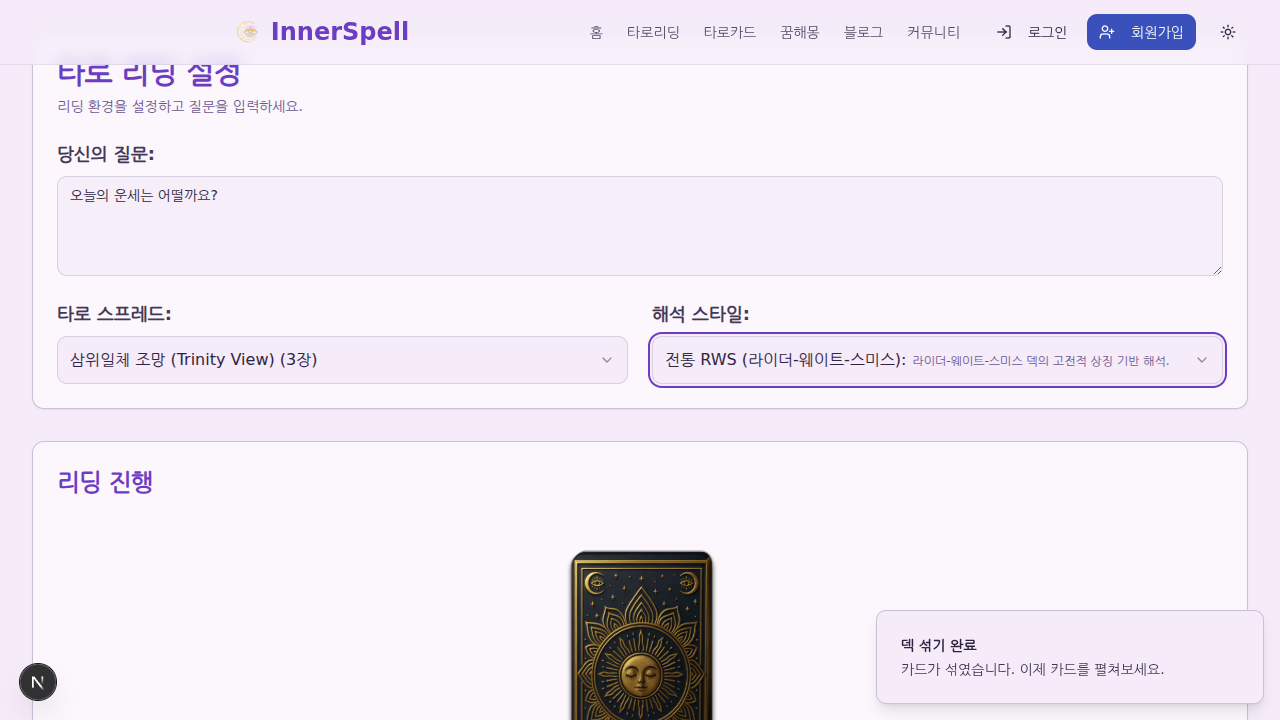 InnerSpell
홈
타로리딩
타로카드
꿈해몽
블로그
커뮤니티
로그인
회원가입
타로 리딩 설정
리딩 환경을 설정하고 질문을 입력하세요.
당신의 질문:
오늘의 운세는 어떨까요?
타로 스프레드:
해석 스타일:
삼위일체 조망 (Trinity View) (3장)
전통 RWS (라이더-웨이트-스미스): 라이더-웨이트-스미스 덱의 고전적 상징 기반 해석.
리딩 진행
덱 섞기 완료
카드가 섞였습니다. 이제 카드를 펼쳐보세요.
N